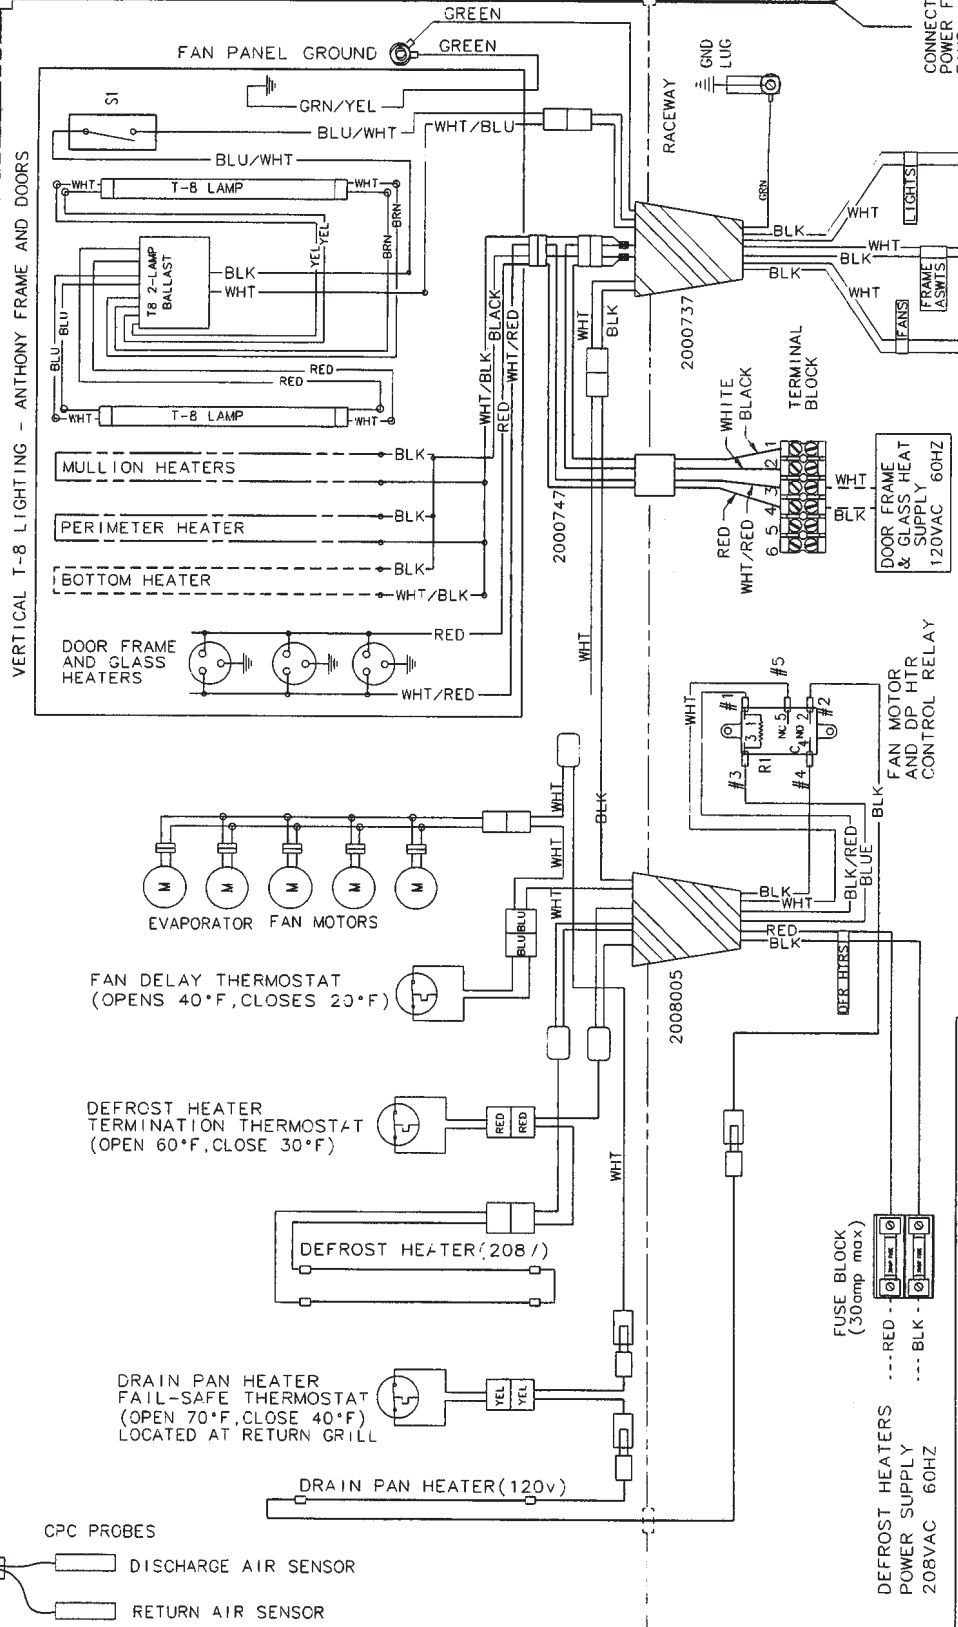 GREEN
CONNECT
POWER F
FAN PANEL GROUND
GREEN
GND
LUG
S1
GRN/YEL
RACEWAY
BLU/WHT
WHT/BLU
BLU/WHT
VERTICAL T-8 LIGHTING - ANTHONY FRAME AND DOORS
WHT
T-8 LAMP
WHT
GRN
LIGHTS
BRN
YEL
YEL
BRN
WHT
BLK
T8 2-LAMP
BALLAST
BLK
WHT
WHT
BLK
BLK
FRAME
ASWTS
WHT
FANS
BLU
BLU
BLACK
WHT/RED
WHT
BLK
2000737
RED
RED
WHT/BLK
RED
TERMINAL
BLOCK
WHT
T-8 LAMP
WHT
WHITE
BLACK
MULLION HEATERS
BLK
PERIMETER HEATER
BLK
BOTTOM HEATER
BLK
WHT/BLK
2000747
RED
WHT/RED
1
2
3
4
5
6
WHT
BLK
DOOR FRAME
& GLASS HEAT
SUPPLY
120VAC 60HZ
DOOR FRAME
AND GLASS
HEATERS
RED
WHT/RED
WHT
WHT
#1
#5
#2
3 1
NC 5
C 4 NO 2
R1
#3
#4
FAN MOTOR
AND DP HTR
CONTROL RELAY
WHT
WHT
BLK
BLK
M
M
M
M
M
EVAPORATOR FAN MOTORS
WHT
BLU
BLU
BLU
BLU
BLK
WHT
BLK/RED
BLUE
RED
BLK
DFR HTRS
FAN DELAY THERMOSTAT
(OPENS 40°F,CLOSES 20°F)
2008005
DEFROST HEATER
TERMINATION THERMOSTAT
(OPEN 60°F,CLOSE 30°F)
RED
RED
WHT
DEFROST HEATER(208/)
FUSE BLOCK
(30amp max)
---RED--
---BLK--
DRAIN PAN HEATER
FAIL-SAFE THERMOSTAT
(OPEN 70°F,CLOSE 40°F)
LOCATED AT RETURN GRILL
YEL
YEL
DRAIN PAN HEATER(120v)
DEFROST HEATERS
POWER SUPPLY
208VAC 60HZ
CPC PROBES
DISCHARGE AIR SENSOR
RETURN AIR SENSOR